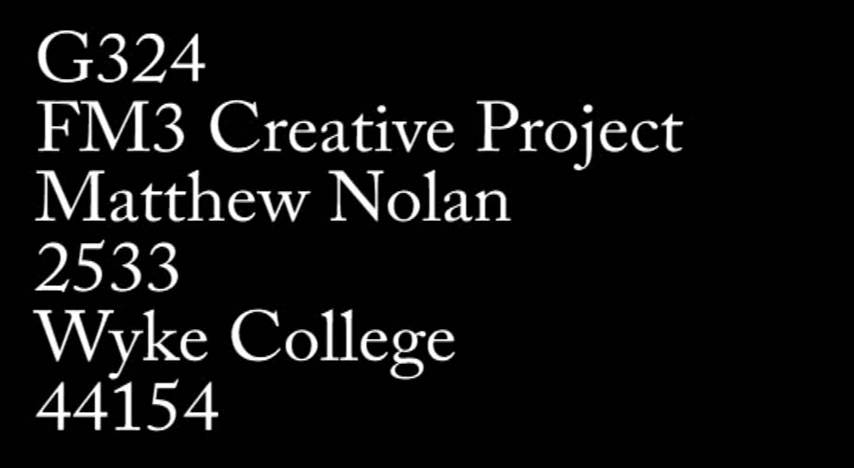 G324
FM3 Creative Project
Matthew Nolan
2533
Wyke College
44154